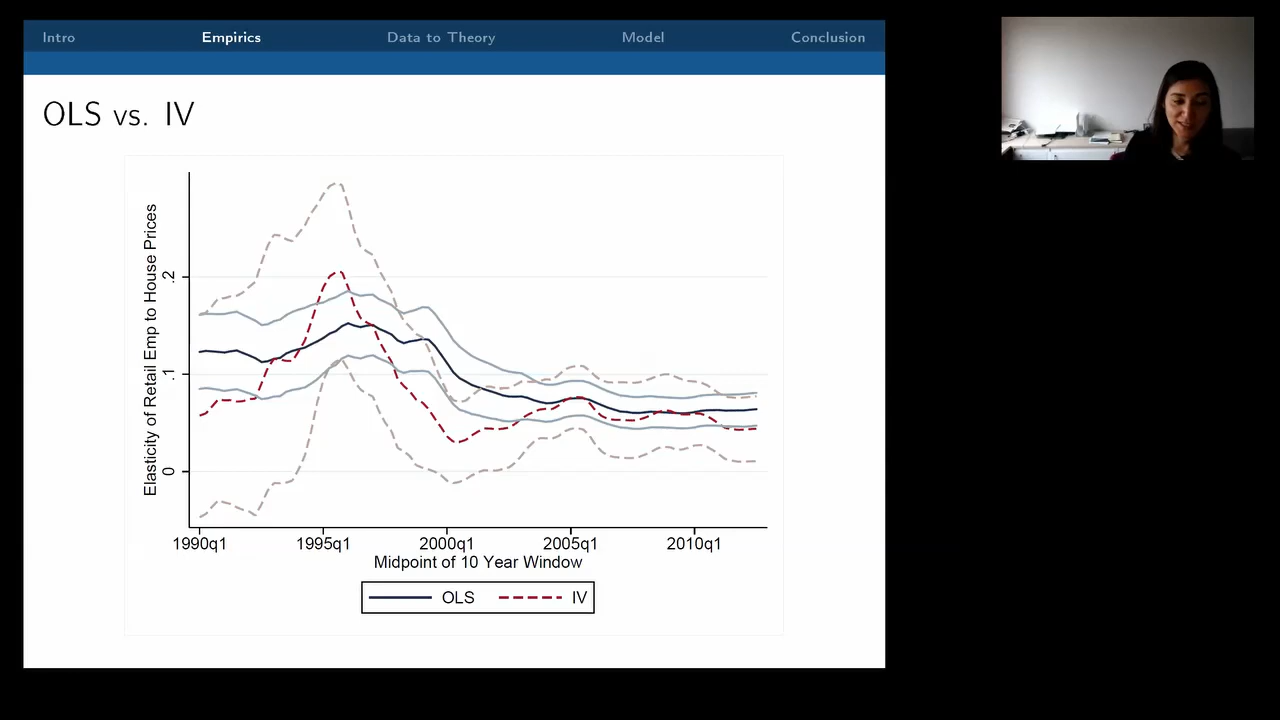 Intro Empirics Data to Theory Model Conclusion
OLS vs. IV
Elasticity of Retail Emp to House Prices
.2
.1
0
1990q1 1995q1 2000q1 2005q1 2010q1
Midpoint of 10 Year Window
OLS IV